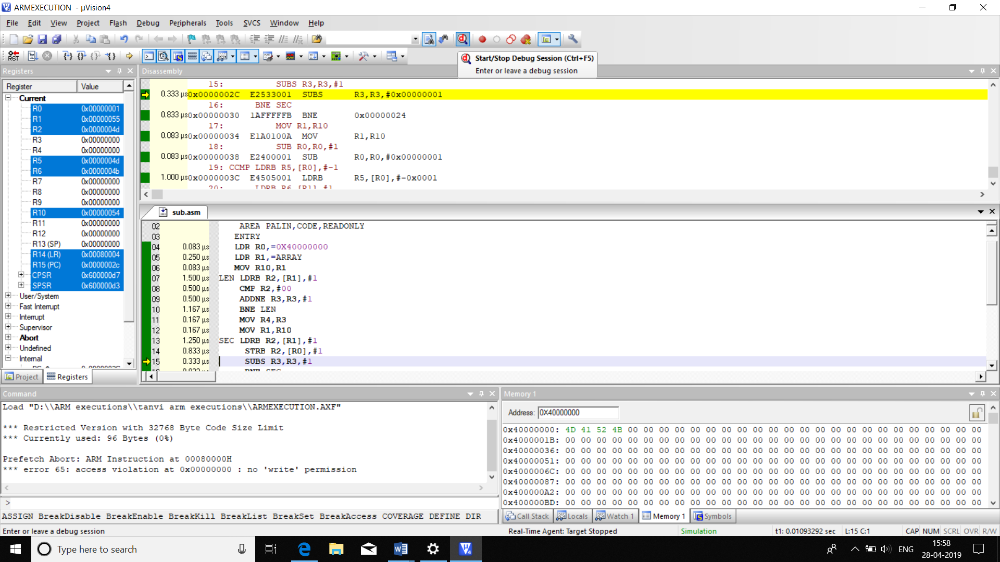 ARMEXECUTION - µVision4
File Edit View Project Flash Debug Peripherals Tools SVCS Window Help
Start/Stop Debug Session (Ctrl+F5)
Enter or leave a debug session
Registers
Register Value
Current
R0 0x00000001
R1 0x00000055
R2 0x0000004d
R3 0x00000000
R4 0x00000000
R5 0x0000004d
R6 0x0000004b
R7 0x00000000
R8 0x00000000
R9 0x00000000
R10 0x00000054
R11 0x00000000
R12 0x00000000
R13 (SP) 0x00000000
R14 (LR) 0x00080004
R15 (PC) 0x0000002c
CPSR 0x600000d7
SPSR 0x600000d3
User/System
Fast Interrupt
Interrupt
Supervisor
Abort
Undefined
Internal
Project Registers
Disassembly
15: SUBS R3,R3,#1
0.333 µs 0x0000002C E2533001 SUBS R3,R3,#0x00000001
16: BNE SEC
0.833 µs 0x00000030 1AFFFFFB BNE 0x00000024
17: MOV R1,R10
0.083 µs 0x00000034 E1A0100A MOV R1,R10
18: SUB R0,R0,#1
0.083 µs 0x00000038 E2400001 SUB R0,R0,#0x00000001
19: CCMP LDRB R5,[R0],#-1
1.000 µs 0x0000003C E4505001 LDRB R5,[R0],#-0x0001
20: LDRB R6,[R1],#1
sub.asm
02 AREA PALIN,CODE,READONLY
03 ENTRY
04 0.083 µs LDR R0,=0X40000000
05 0.250 µs LDR R1,=ARRAY
06 0.083 µs MOV R10,R1
07 1.500 µs LEN LDRB R2,[R1],#1
08 0.500 µs CMP R2,#00
09 0.500 µs ADDNE R3,R3,#1
10 1.167 µs BNE LEN
11 0.167 µs MOV R4,R3
12 0.167 µs MOV R1,R10
13 1.250 µs SEC LDRB R2,[R1],#1
14 0.833 µs STRB R2,[R0],#1
15 0.333 µs SUBS R3,R3,#1
BNE SEC
Command
Load "D:\\ARM executions\\tanvi arm executions\\ARMEXECUTION.AXF"
*** Restricted Version with 32768 Byte Code Size Limit
*** Currently used: 96 Bytes (0%)
Prefetch Abort: ARM Instruction at 00080000H
*** error 65: access violation at 0x00000000 : no 'write' permission
>
ASSIGN BreakDisable BreakEnable BreakKill BreakList BreakSet BreakAccess COVERAGE DEFINE DIR
Memory 1
Address: 0X40000000
0x40000000: 4D 41 52 4B 00 00 00 00 00 00 00 00 00 00 00 00 00 00 00 00 00 00 00 00 00 00 00
0x4000001B: 00 00 00 00 00 00 00 00 00 00 00 00 00 00 00 00 00 00 00 00 00 00 00 00 00 00 00
0x40000036: 00 00 00 00 00 00 00 00 00 00 00 00 00 00 00 00 00 00 00 00 00 00 00 00 00 00 00
0x40000051: 00 00 00 00 00 00 00 00 00 00 00 00 00 00 00 00 00 00 00 00 00 00 00 00 00 00 00
0x4000006C: 00 00 00 00 00 00 00 00 00 00 00 00 00 00 00 00 00 00 00 00 00 00 00 00 00 00 00
0x40000087: 00 00 00 00 00 00 00 00 00 00 00 00 00 00 00 00 00 00 00 00 00 00 00 00 00 00 00
0x400000A2: 00 00 00 00 00 00 00 00 00 00 00 00 00 00 00 00 00 00 00 00 00 00 00 00 00 00 00
0x400000BD: 00 00 00 00 00 00 00 00 00 00 00 00 00 00 00 00 00 00 00 00 00 00 00 00 00 00 00
Call Stack Locals Watch 1 Memory 1 Symbols
Enter or leave a debug session Real-Time Agent: Target Stopped Simulation t1: 0.01093292 sec L:15 C:1 CAP NUM SCRL OVR R/W
Type here to search
ENG
15:58
28-04-2019